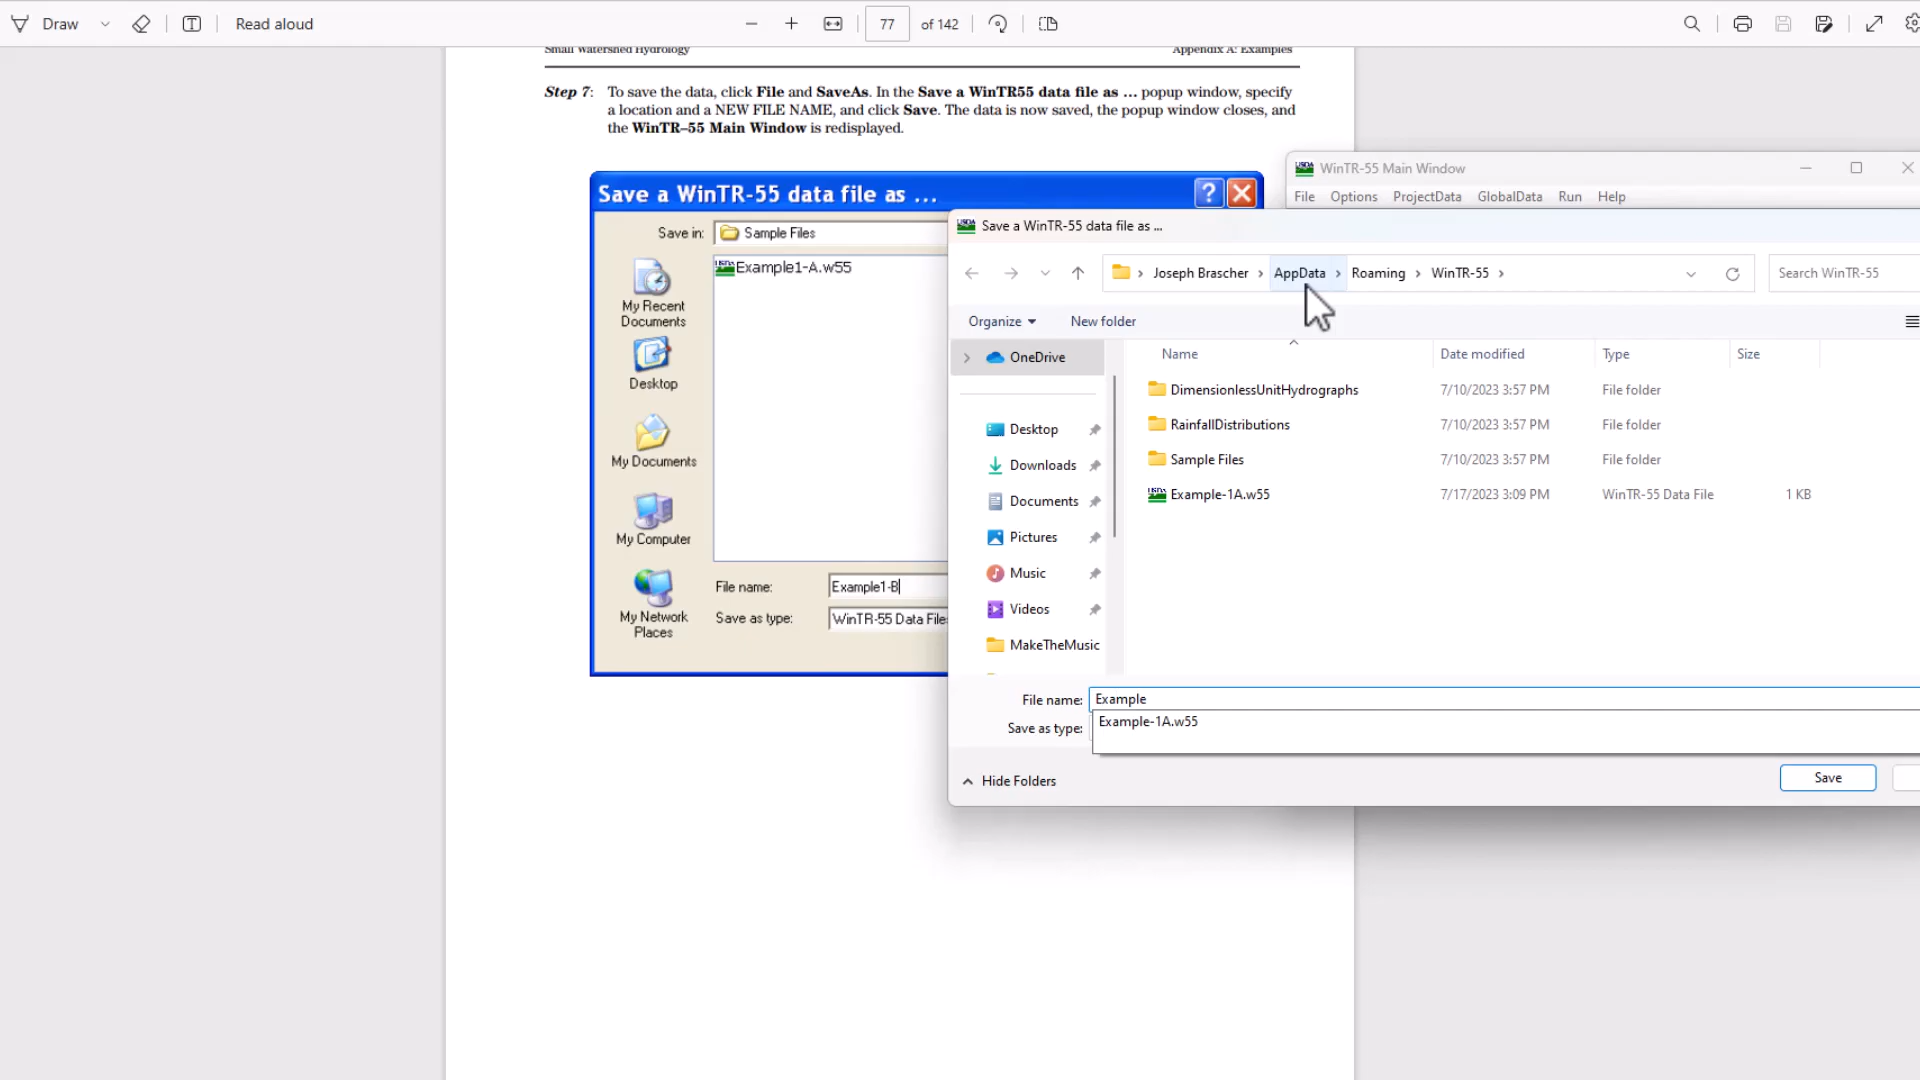 Draw
Read aloud
77 of 142
Small Watershed Hydrology
Appendix A: Examples
Step 7: To save the data, click File and SaveAs. In the Save a WinTR55 data file as ... popup window, specify
a location and a NEW FILE NAME, and click Save. The data is now saved, the popup window closes, and
the WinTR–55 Main Window is redisplayed.
Save a WinTR-55 data file as ...
Save in: Sample Files
Example1-A.w55
My Recent
Documents
Desktop
My Documents
My Computer
My Network
Places
File name: Example1-B
Save as type: WinTR-55 Data File
WinTR-55 Main Window
File Options ProjectData GlobalData Run Help
Save a WinTR-55 data file as ...
Joseph Brascher > AppData > Roaming > WinTR-55 >
Search WinTR-55
Organize
New folder
OneDrive
Desktop
Downloads
Documents
Pictures
Music
Videos
MakeTheMusic
Name Date modified Type Size
DimensionlessUnitHydrographs 7/10/2023 3:57 PM File folder
RainfallDistributions 7/10/2023 3:57 PM File folder
Sample Files 7/10/2023 3:57 PM File folder
Example-1A.w55 7/17/2023 3:09 PM WinTR-55 Data File 1 KB
File name: Example
Example-1A.w55
Save as type:
Hide Folders
Save